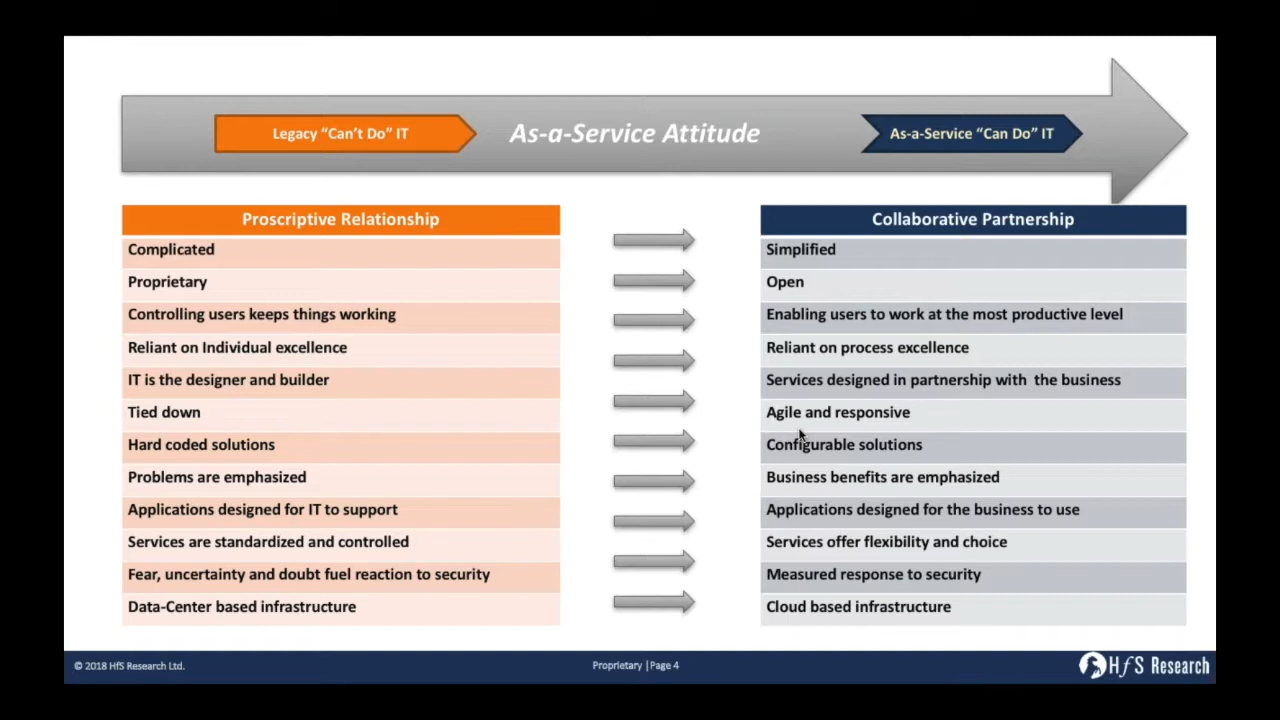 Legacy “Can’t Do” IT
As-a-Service Attitude
As-a-Service “Can Do” IT
Proscriptive Relationship
Collaborative Partnership
Complicated
Simplified
Proprietary
Open
Controlling users keeps things working
Enabling users to work at the most productive level
Reliant on Individual excellence
Reliant on process excellence
IT is the designer and builder
Services designed in partnership with the business
Tied down
Agile and responsive
Hard coded solutions
Configurable solutions
Problems are emphasized
Business benefits are emphasized
Applications designed for IT to support
Applications designed for the business to use
Services are standardized and controlled
Services offer flexibility and choice
Fear, uncertainty and doubt fuel reaction to security
Measured response to security
Data-Center based infrastructure
Cloud based infrastructure
© 2018 HfS Research Ltd.
Proprietary | Page 4
HfS Research